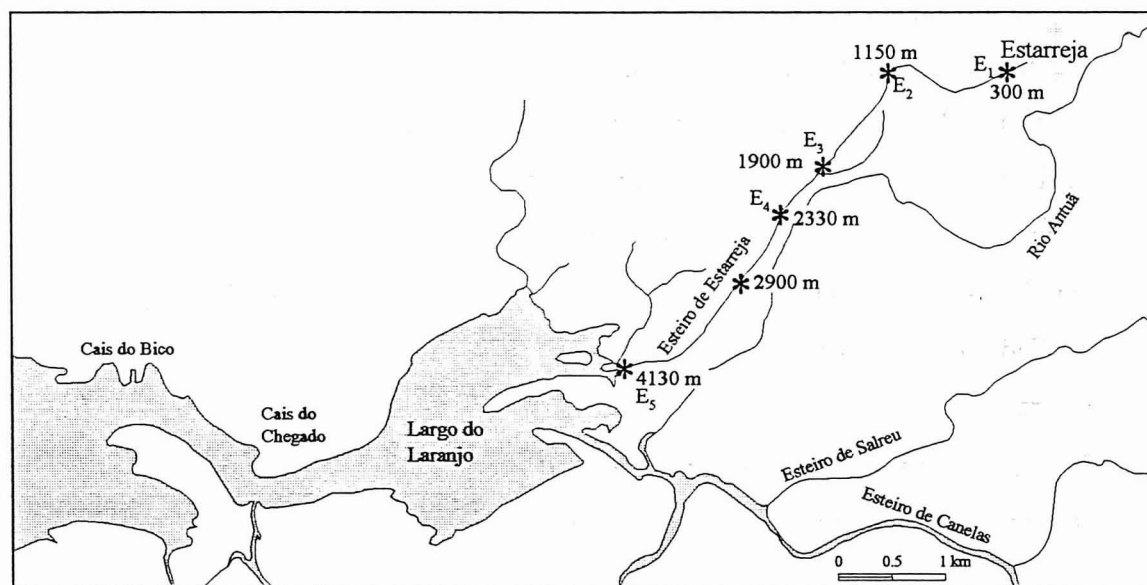 Estarreja
1150 m
E1
300 m
E2
E3
1900 m
E4
2330 m
2900 m
Esteiro de Estarreja
Rio Antuã
Cais do Bico
4130 m
E5
Cais do
Chegado
Largo do
Laranjo
Esteiro de Salreu
Esteiro de Canelas
0 0.5 1 km